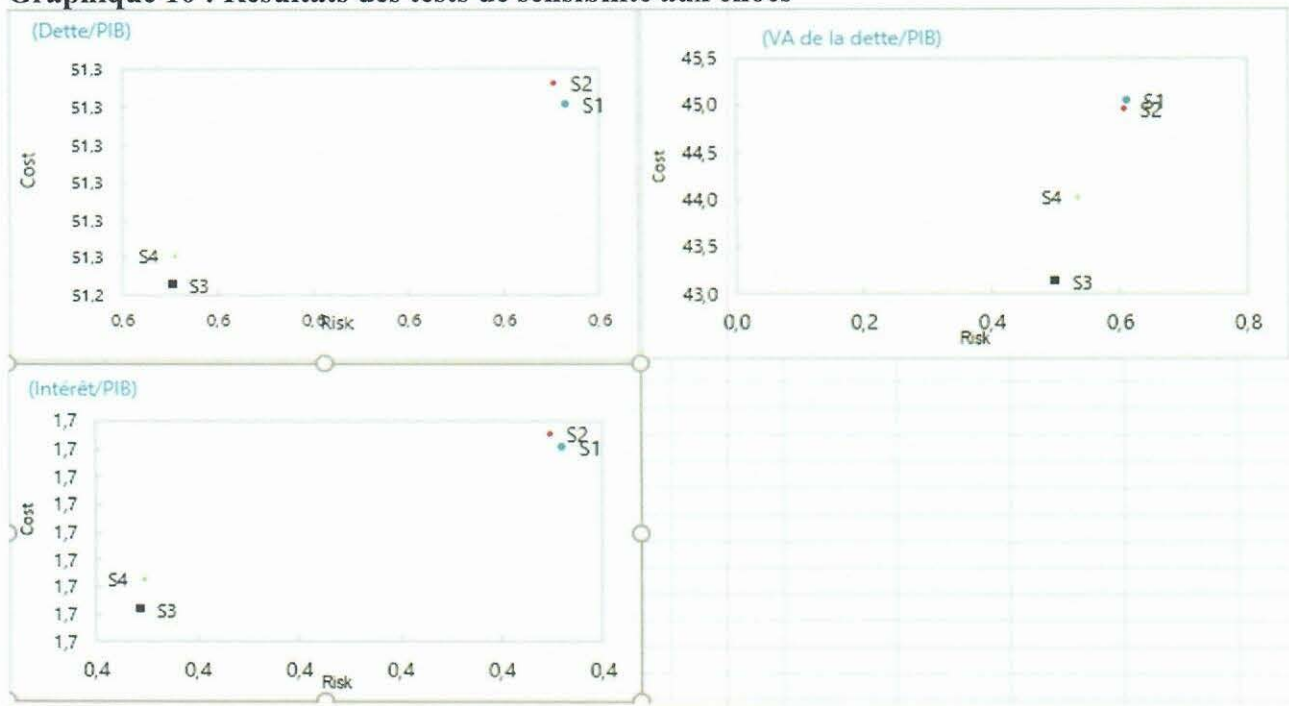 Graphique 10 : Résultats des tests de sensibilité aux chocs
(Dette/PIB)
51,3
51,3
51,3
51,3
51,3
51,3
51,2
Cost
S2
S1
S4
S3
0,6 0,6 0,6 0,6 0,6 0,6
Risk
(VA de la dette/PIB)
45,5
45,0
44,5
44,0
43,5
43,0
Cost
S1
S2
S4
S3
0,0 0,2 0,4 0,6 0,8
Risk
(Intérêt/PIB)
1,7
1,7
1,7
1,7
1,7
1,7
1,7
1,7
1,7
Cost
S2
S1
S4
S3
0,4 0,4 0,4 0,4 0,4 0,4
Risk